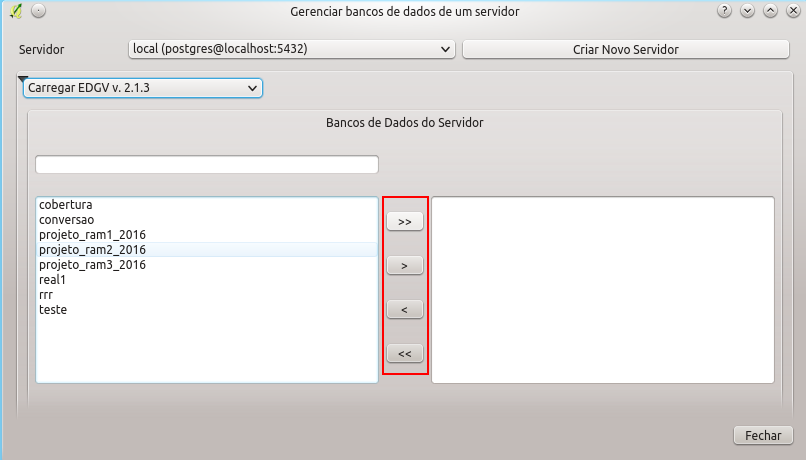 Gerenciar bancos de dados de um servidor
Servidor
local (postgres@localhost:5432)
Criar Novo Servidor
Carregar EDGV v. 2.1.3
Bancos de Dados do Servidor
cobertura
conversao
projeto_ram1_2016
projeto_ram2_2016
projeto_ram3_2016
real1
rrr
teste
>>
>
<
<<
Fechar